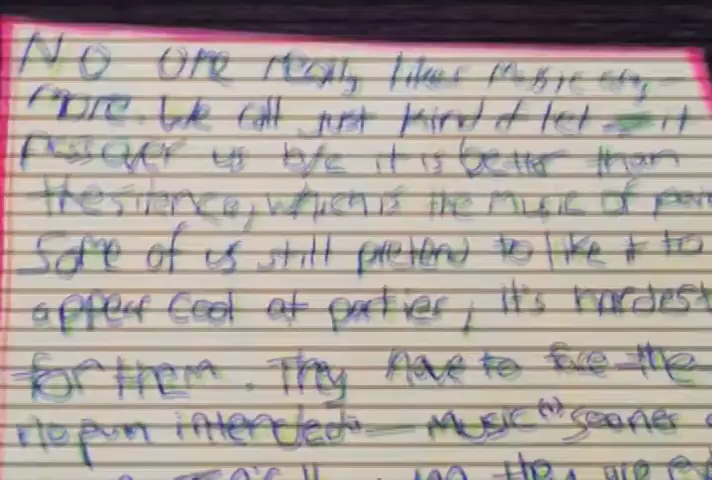 No one really likes music any-
more. We all just kind of let it
pass over us b/c it is better than
the silence, which is the music of
Some of us still pretend to like it to
appear cool at parties, it's hardest
for them. They have to face the
no pun intended — music sooner
they are